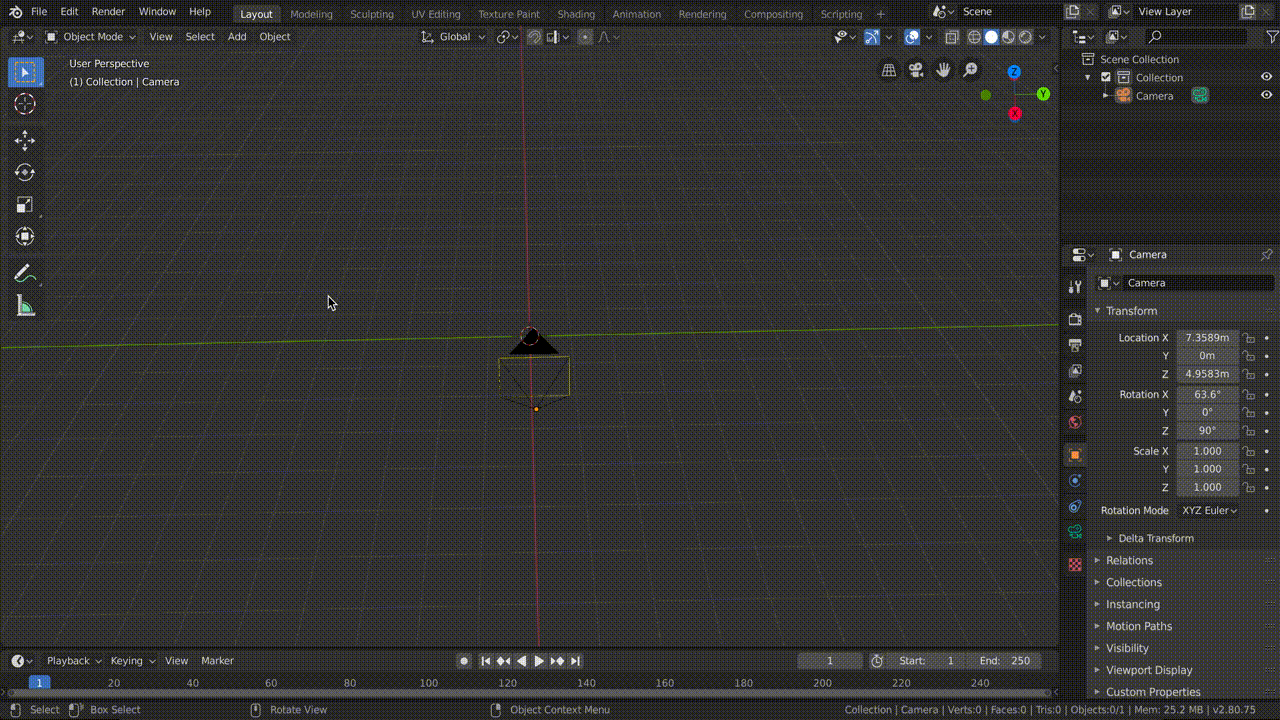 File Edit Render Window Help Layout Modeling Sculpting UV Editing Texture Paint Shading Animation Rendering Compositing Scripting + Scene View Layer
Object Mode View Select Add Object Global
User Perspective
(1) Collection | Camera
Z
Y
X
Scene Collection
Collection
Camera
Camera
Camera
Transform
Location X 7.3589m
Y 0m
Z 4.9583m
Rotation X 63.6°
Y 0°
Z 90°
Scale X 1.000
Y 1.000
Z 1.000
Rotation Mode XYZ Euler
Delta Transform
Relations
Collections
Instancing
Motion Paths
Visibility
Viewport Display
Custom Properties
Playback Keying View Marker 1 Start: 1 End: 250
1 20 40 60 80 100 120 140 160 180 200 220 240
Select Box Select Rotate View Object Context Menu Collection | Camera | Verts:0 | Faces:0 | Tris:0 | Objects:0/1 | Mem: 25.2 MB | v2.80.75